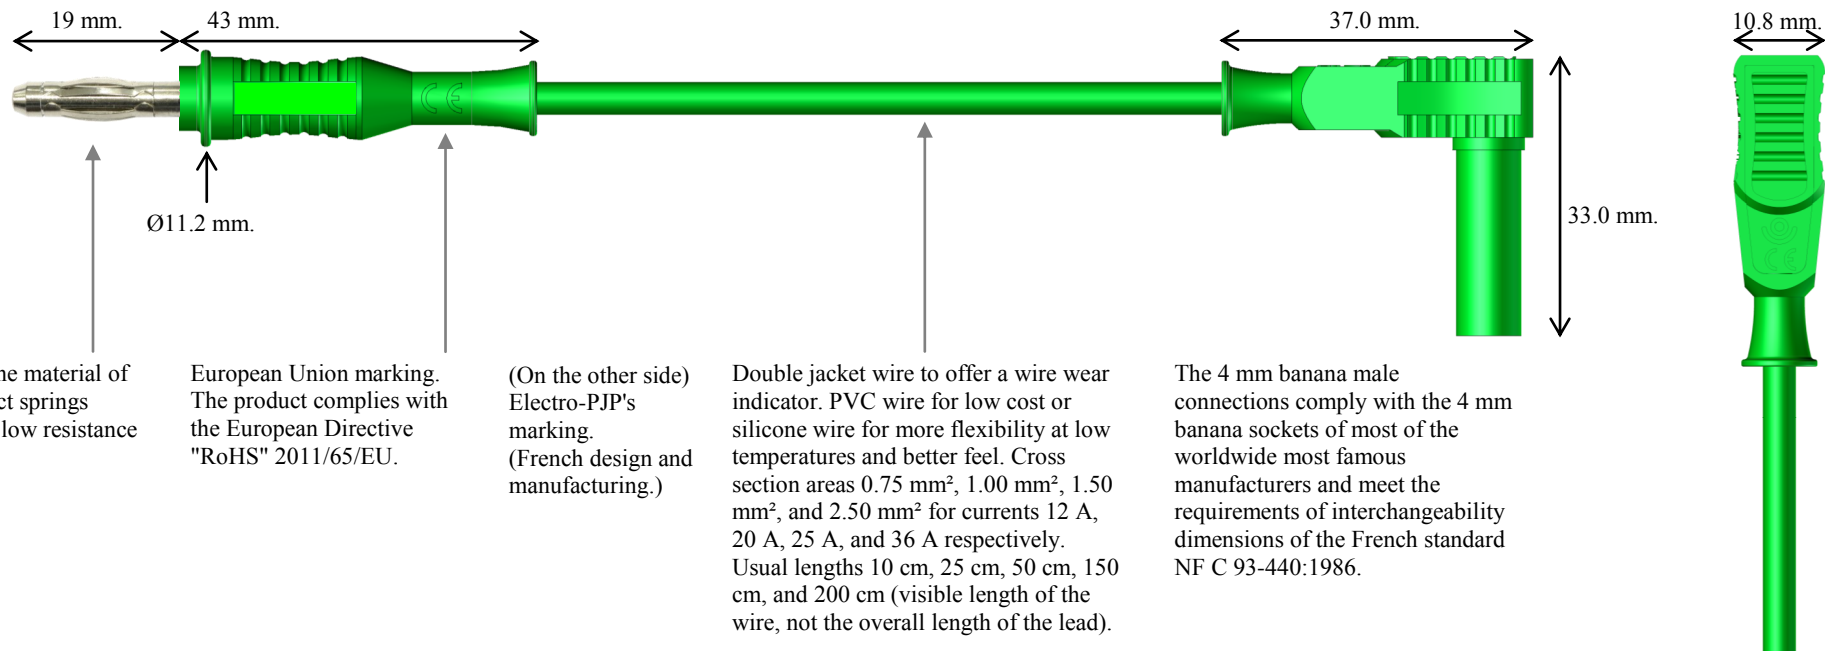 19 mm.
43 mm.
37.0 mm.
10.8 mm.
CE
Ø11.2 mm.
33.0 mm.
CE
material of
springs
low resistance
European Union marking.
The product complies with
the European Directive
"RoHS" 2011/65/EU.
(On the other side)
Electro-PJP's
marking.
(French design and
manufacturing.)
Double jacket wire to offer a wire wear
indicator. PVC wire for low cost or
silicone wire for more flexibility at low
temperatures and better feel. Cross
section areas 0.75 mm², 1.00 mm², 1.50
mm², and 2.50 mm² for currents 12 A,
20 A, 25 A, and 36 A respectively.
Usual lengths 10 cm, 25 cm, 50 cm, 150
cm, and 200 cm (visible length of the
wire, not the overall length of the lead).
The 4 mm banana male
connections comply with the 4 mm
banana sockets of most of the
worldwide most famous
manufacturers and meet the
requirements of interchangeability
dimensions of the French standard
NF C 93-440:1986.